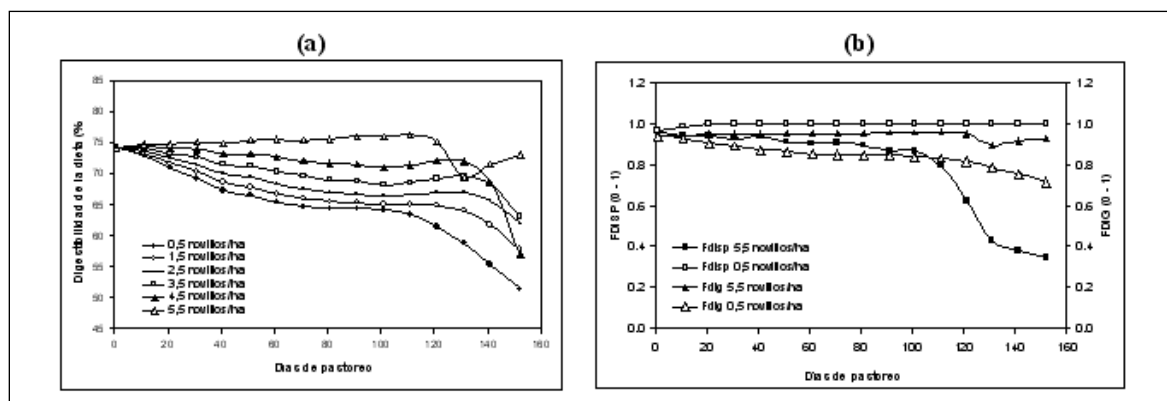 (a)
Digestibilidad de la dieta (%
85
80
75
70
65
60
55
50
45
0,5 novillos/ha
1,5 novillos/ha
2,5 novillos/ha
3,5 novillos/ha
4,5 novillos/ha
5,5 novillos/ha
0 20 40 60 80 100 120 140 160
Días de pastoreo
(b)
FDISP (0 - 1)
1.2
1.0
0.8
0.6
0.4
0.2
0.0
Fdisp 5,5 novillos/ha
Fdisp 0,5 novillos/ha
Fdig 5,5 novillos/ha
Fdig 0,5 novillos/ha
1.2
1.0
0.8
0.6
0.4
0.2
0.0
FDIG (0 - 1)
0 20 40 60 80 100 120 140 160
Días de pastoreo